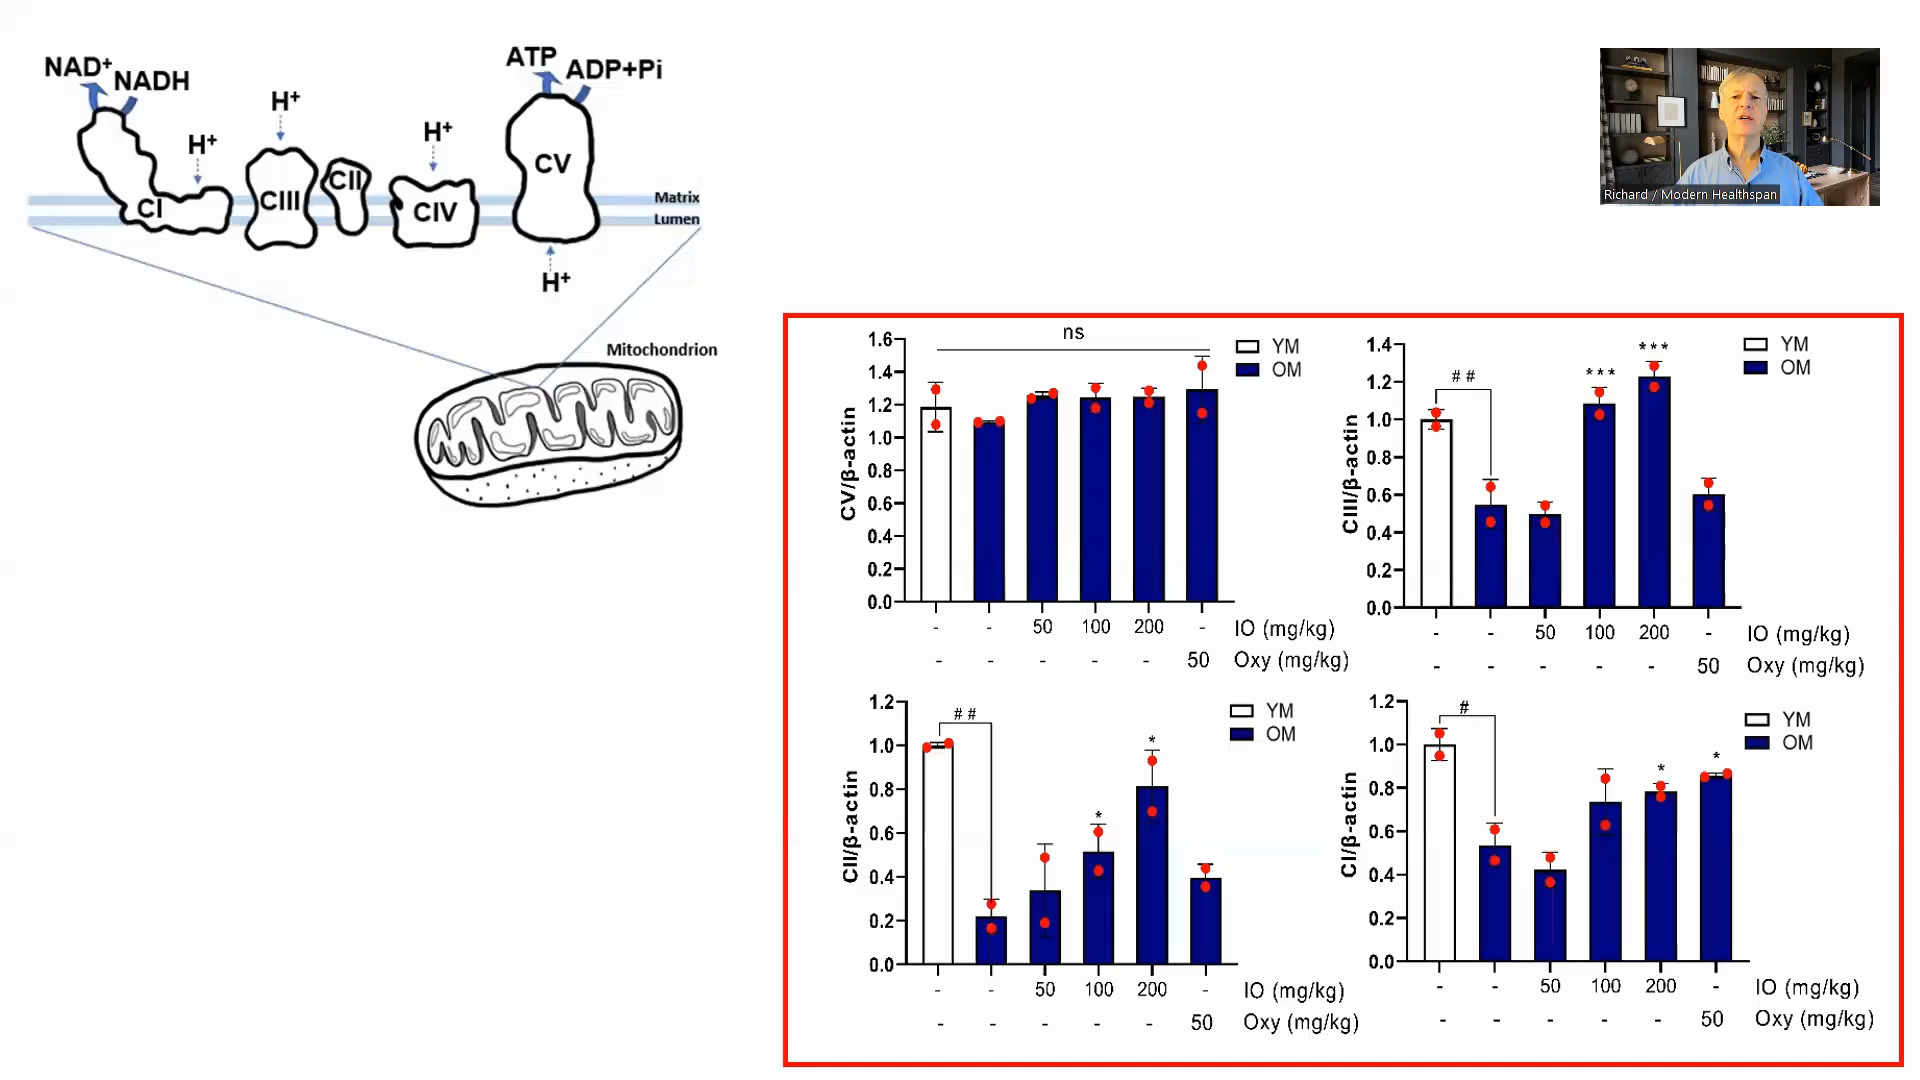 NAD⁺
NADH
H⁺
H⁺
H⁺
ATP
ADP+Pi
CI
CIII
CII
CIV
CV
Matrix
Lumen
H⁺
Mitochondrion
Richard / Modern Healthspan
ns
YM
OM
CV/β-actin
1.6
1.4
1.2
1.0
0.8
0.6
0.4
0.2
0.0
- - 50 100 200 - IO (mg/kg)
- - - - - 50 Oxy (mg/kg)
***
***
##
YM
OM
CIII/β-actin
1.4
1.2
1.0
0.8
0.6
0.4
0.2
0.0
- - 50 100 200 - IO (mg/kg)
- - - - - 50 Oxy (mg/kg)
##
*
*
YM
OM
CII/β-actin
1.2
1.0
0.8
0.6
0.4
0.2
0.0
- - 50 100 200 - IO (mg/kg)
- - - - - 50 Oxy (mg/kg)
#
*
*
YM
OM
CI/β-actin
1.2
1.0
0.8
0.6
0.4
0.2
0.0
- - 50 100 200 - IO (mg/kg)
- - - - - 50 Oxy (mg/kg)